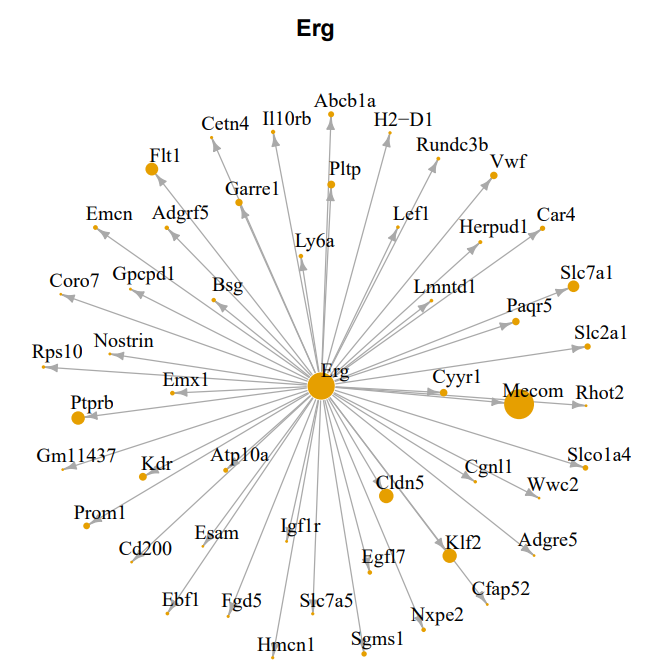 Erg
Abcb1a
Il10rb
H2−D1
Cetn4
Rundc3b
Flt1
Vwf
Pltp
Garre1
Emcn
Adgrf5
Lef1
Car4
Herpud1
Ly6a
Coro7
Gpcpd1
Slc7a1
Bsg
Lmntd1
Paqr5
Slc2a1
Nostrin
Rps10
Erg
Emx1
Cyyr1
Mecom
Rhot2
Ptprb
Gm11437
Kdr
Atp10a
Slco1a4
Cgnl1
Cldn5
Wwc2
Prom1
Igf1r
Esam
Klf2
Adgre5
Cd200
Egfl7
Cfap52
Ebf1
Fgd5
Slc7a5
Nxpe2
Hmcn1
Sgms1